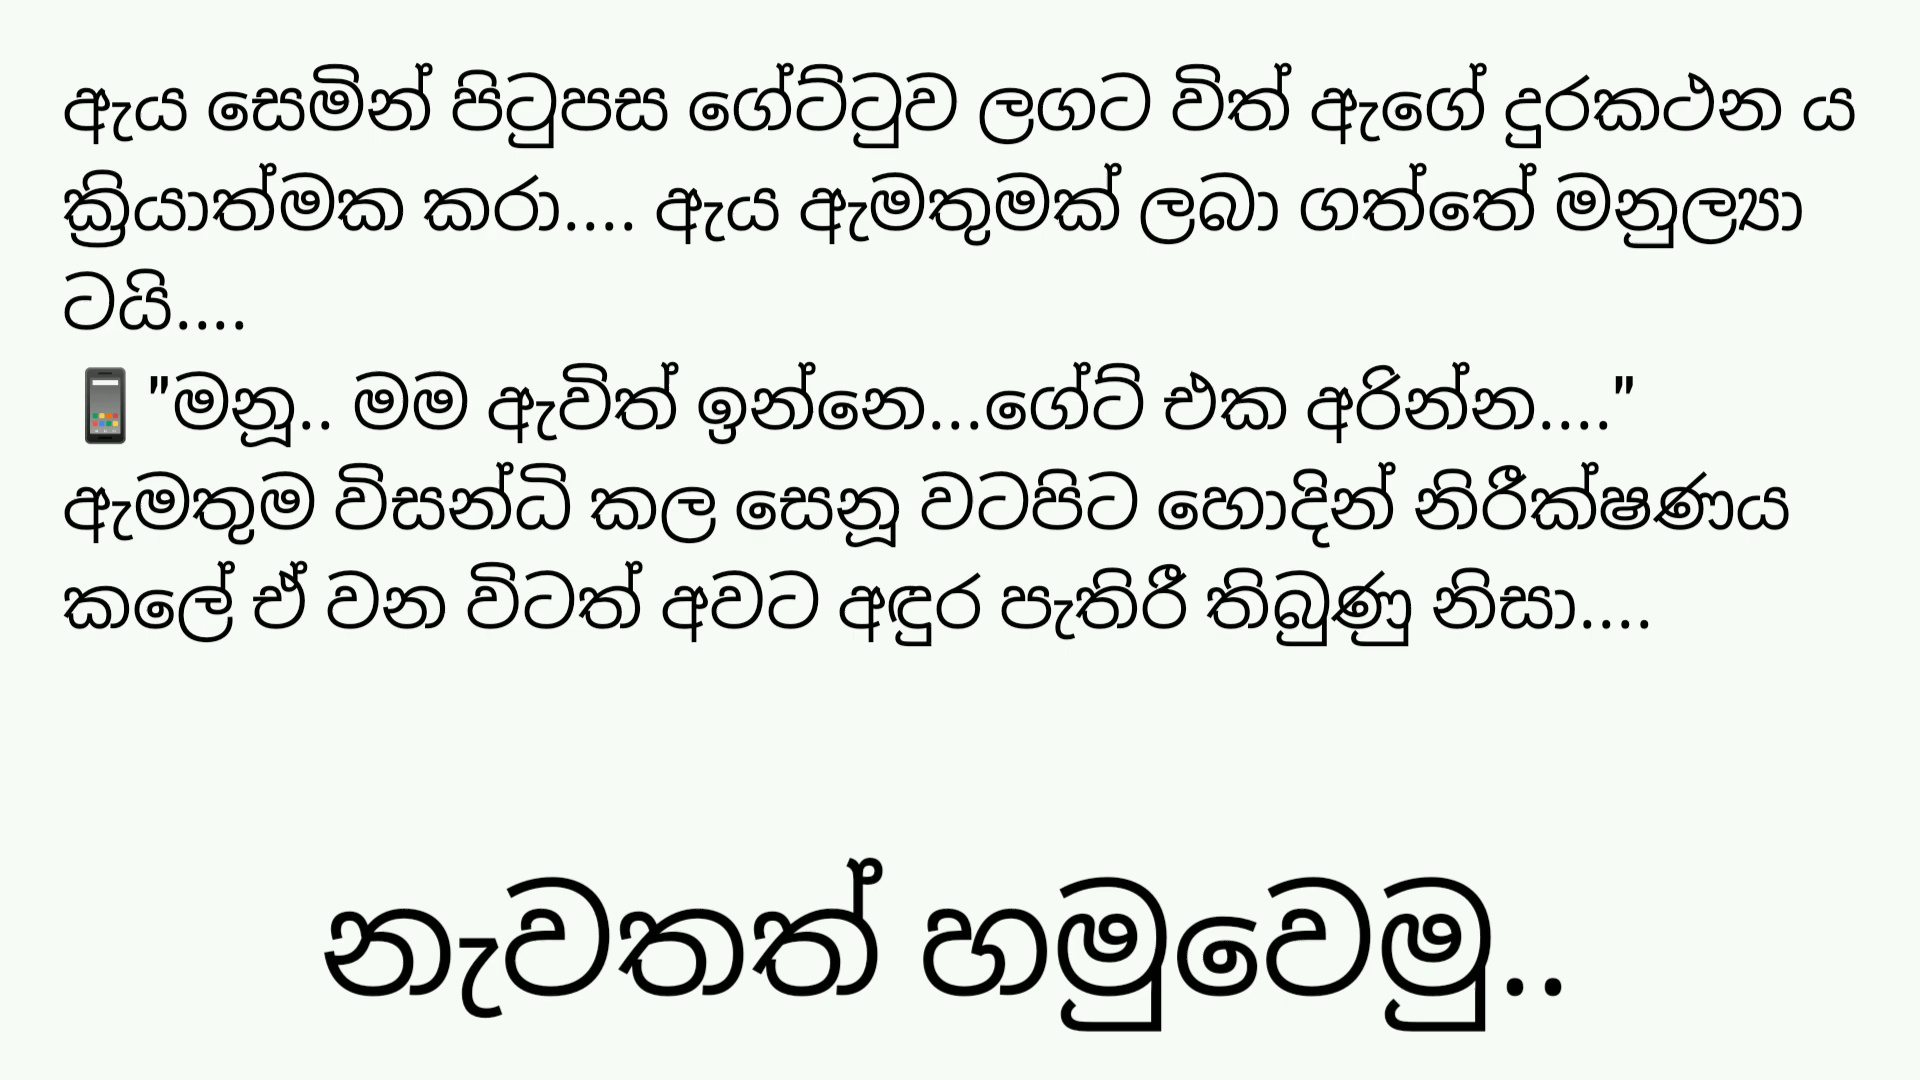 ඇය සෙමින් පිටුපස ගේට්ටුව ලගට විත් ඇගේ දුරකථන ය
ක්‍රියාත්මක කරා.... ඇය ඇමතුමක් ලබා ගත්තේ මනුල්‍යා
ටයි....
📱"මනූ.. මම ඇවිත් ඉන්නෙ...ගේට් එක අරින්න...."
ඇමතුම විසන්ධි කල සෙනූ වටපිට හොදින් නිරීක්ෂණය
කලේ ඒ වන විටත් අවට අඳුර පැතිරී තිබුණු නිසා....
නැවතත් හමුවෙමු..